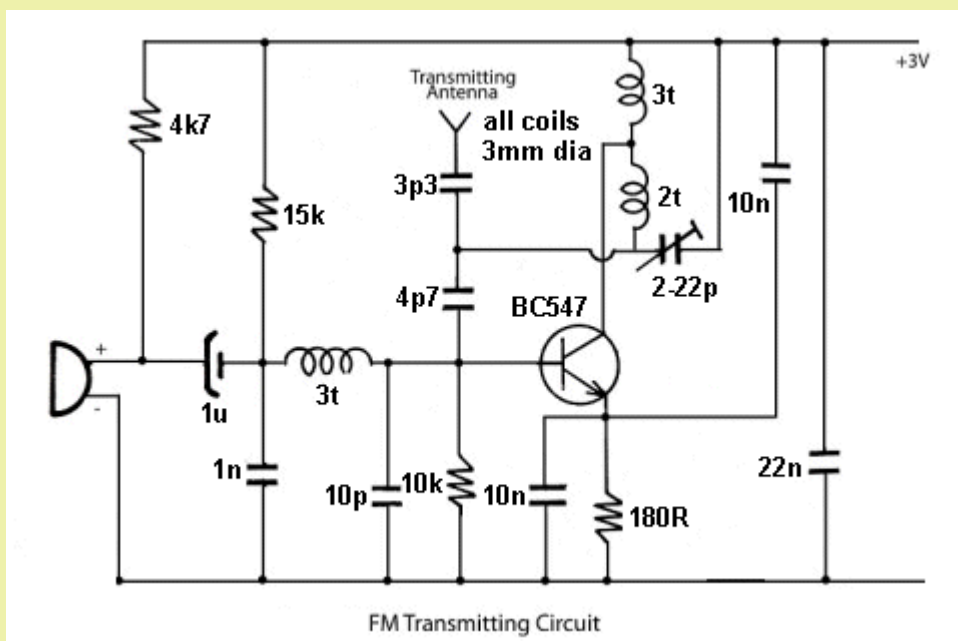 +3V
Transmitting
Antenna
all coils
3mm dia
3t
4k7
3p3
2t
10n
15k
4p7
2-22p
BC547
+
-
3t
1u
1n
10p
10k
10n
180R
22n
FM Transmitting Circuit